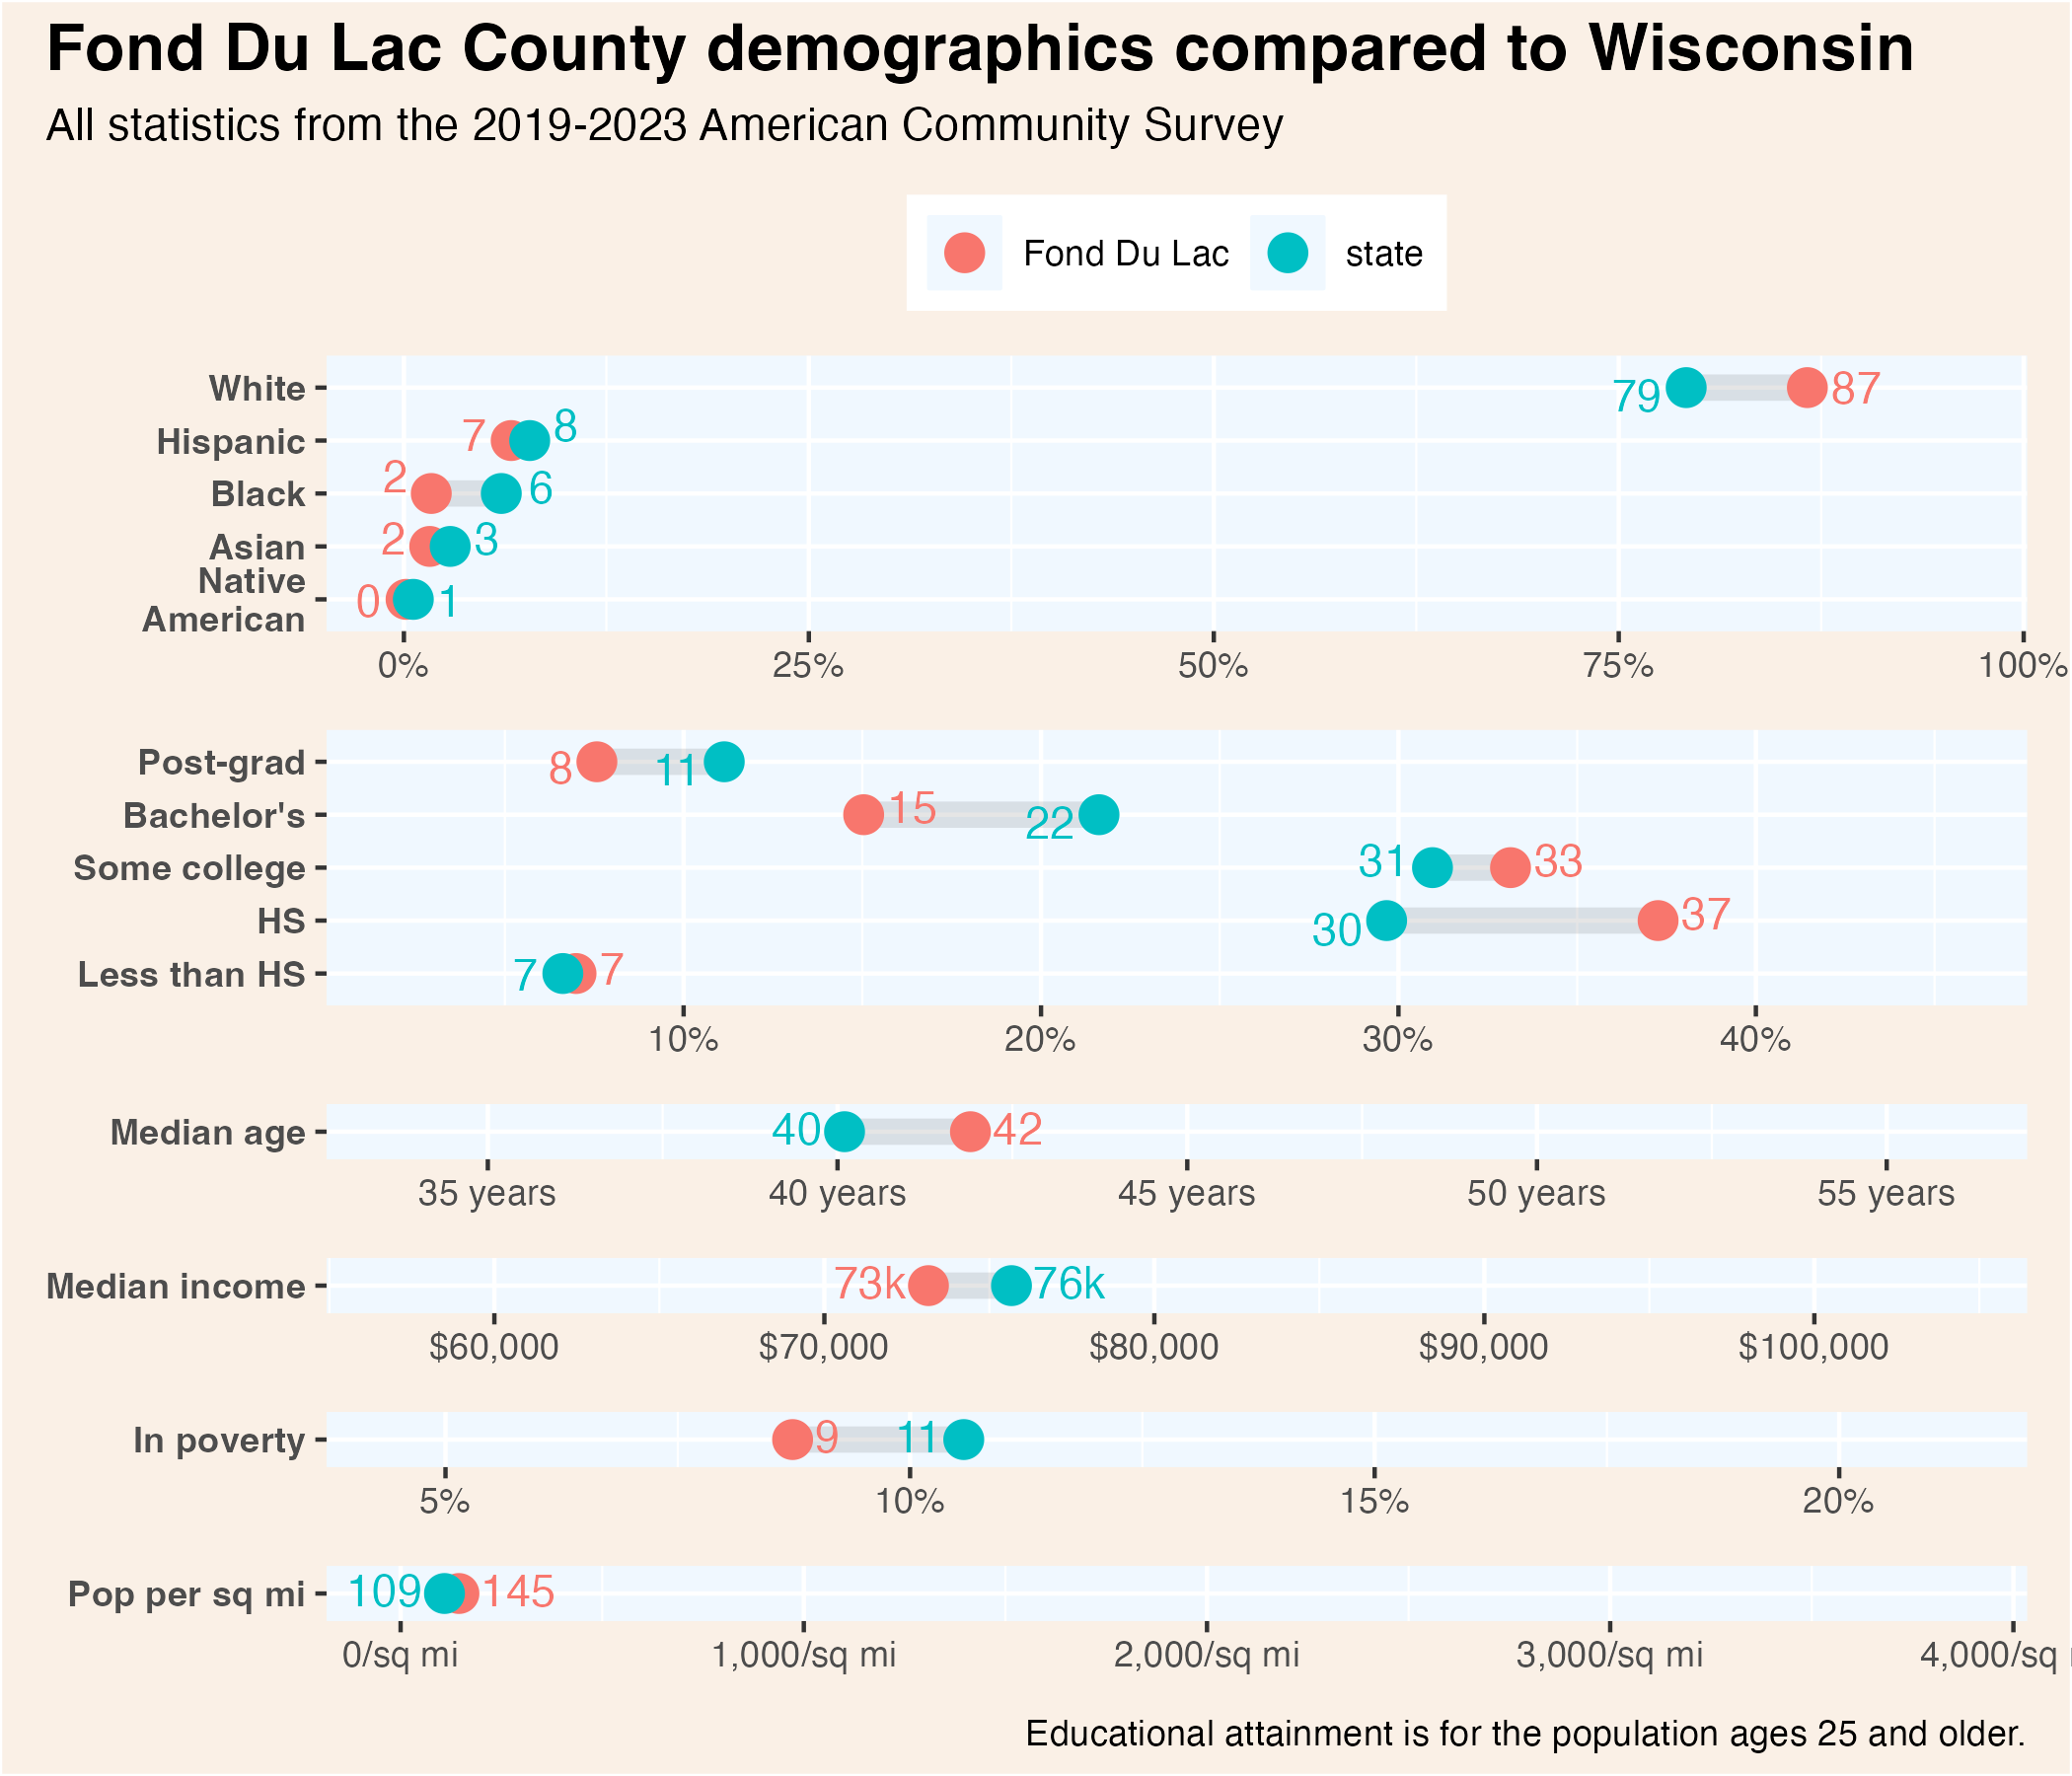 Fond Du Lac County demographics compared to Wisconsin
All statistics from the 2019-2023 American Community Survey
Fond Du Lac state
White 79 87
Hispanic 7 8
Black 2 6
Asian 2 3
Native
American 0 1
0% 25% 50% 75% 100%
Post-grad 8 11
Bachelor's 15 22
Some college 31 33
HS 30 37
Less than HS 7 7
10% 20% 30% 40%
Median age 40 42
35 years 40 years 45 years 50 years 55 years
Median income 73k 76k
$60,000 $70,000 $80,000 $90,000 $100,000
In poverty 9 11
5% 10% 15% 20%
Pop per sq mi 109 145
0/sq mi 1,000/sq mi 2,000/sq mi 3,000/sq mi 4,000/sq
Educational attainment is for the population ages 25 and older.